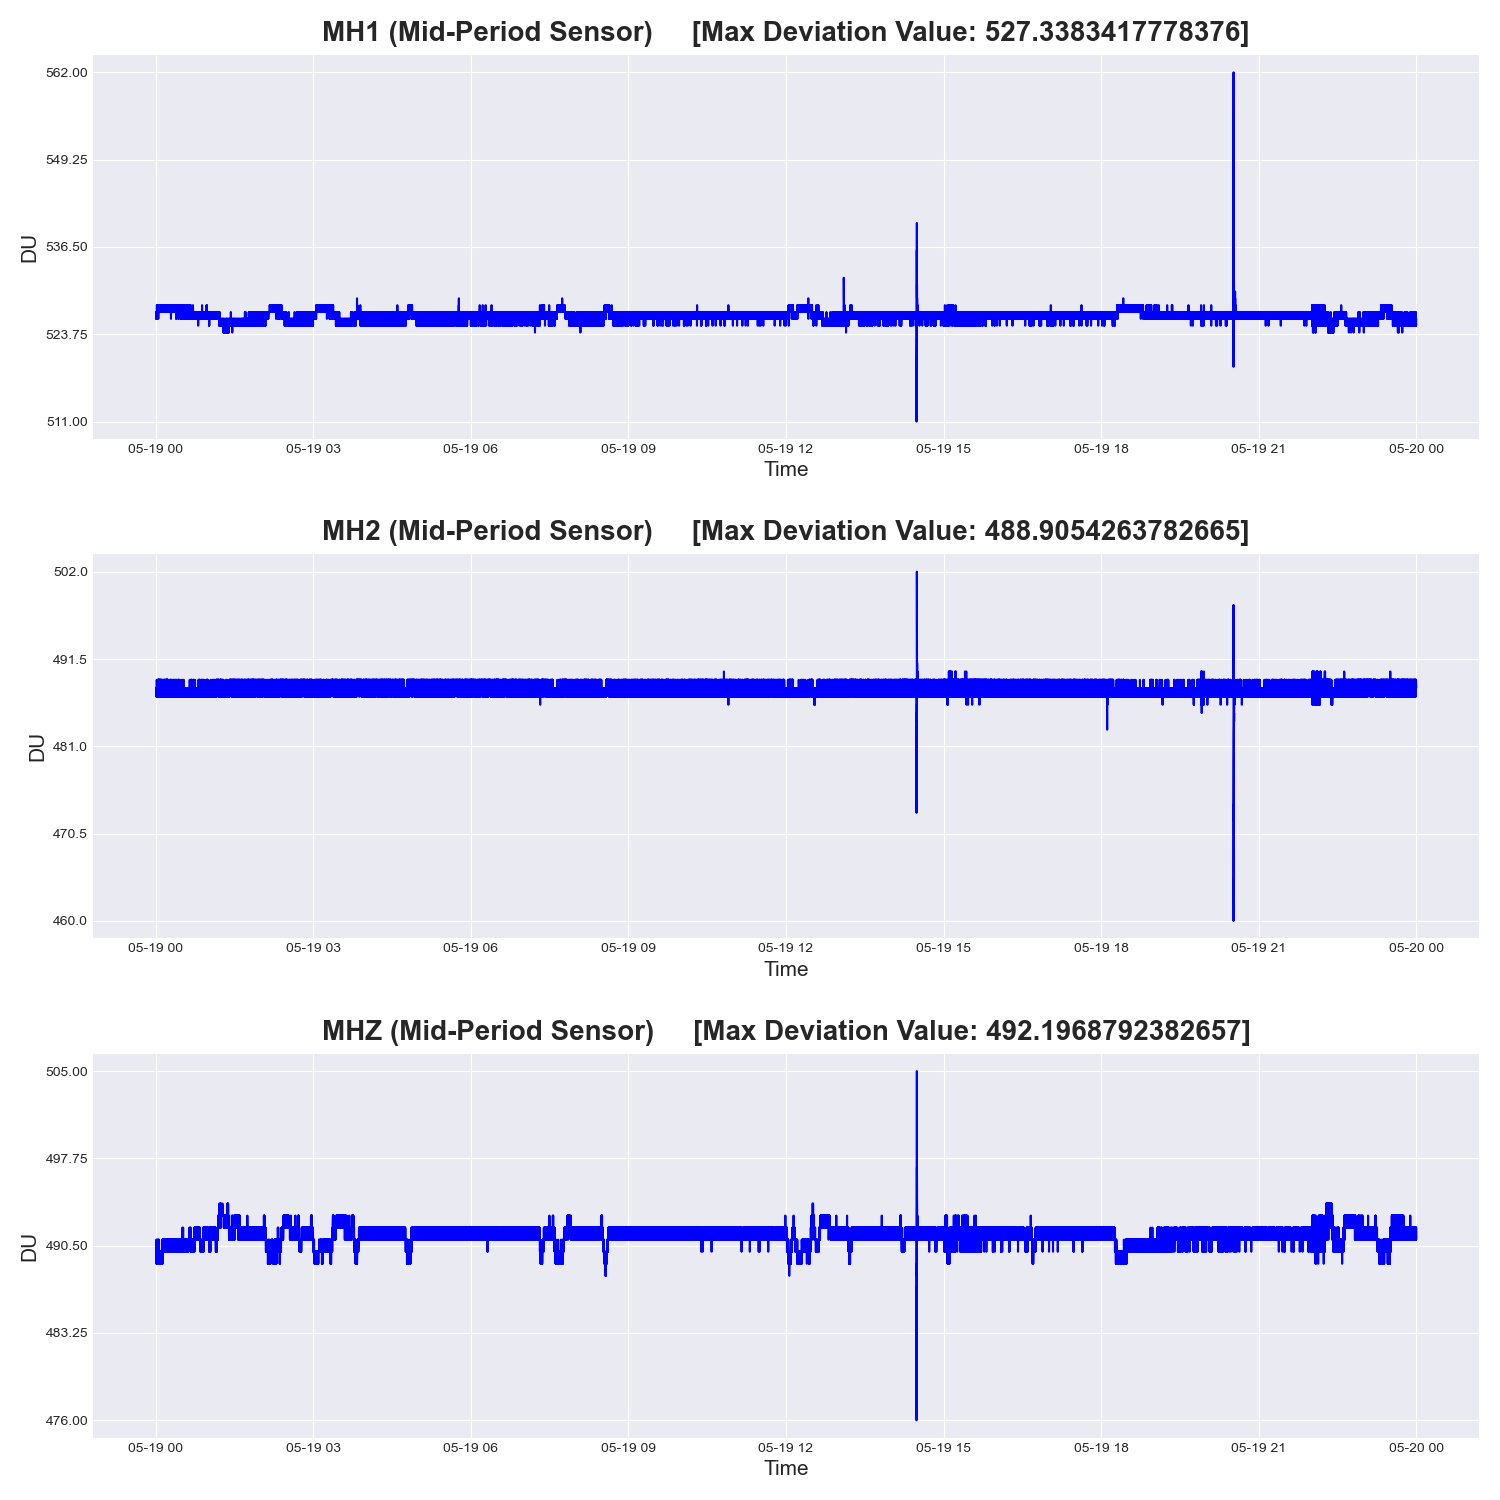 MH1 (Mid-Period Sensor) [Max Deviation Value: 527.3383417778376]
562.00
549.25
536.50
523.75
511.00
DU
05-19 00 05-19 03 05-19 06 05-19 09 05-19 12 05-19 15 05-19 18 05-19 21 05-20 00
Time
MH2 (Mid-Period Sensor) [Max Deviation Value: 488.9054263782665]
502.0
491.5
481.0
470.5
460.0
DU
05-19 00 05-19 03 05-19 06 05-19 09 05-19 12 05-19 15 05-19 18 05-19 21 05-20 00
Time
MHZ (Mid-Period Sensor) [Max Deviation Value: 492.1968792382657]
505.00
497.75
490.50
483.25
476.00
DU
05-19 00 05-19 03 05-19 06 05-19 09 05-19 12 05-19 15 05-19 18 05-19 21 05-20 00
Time